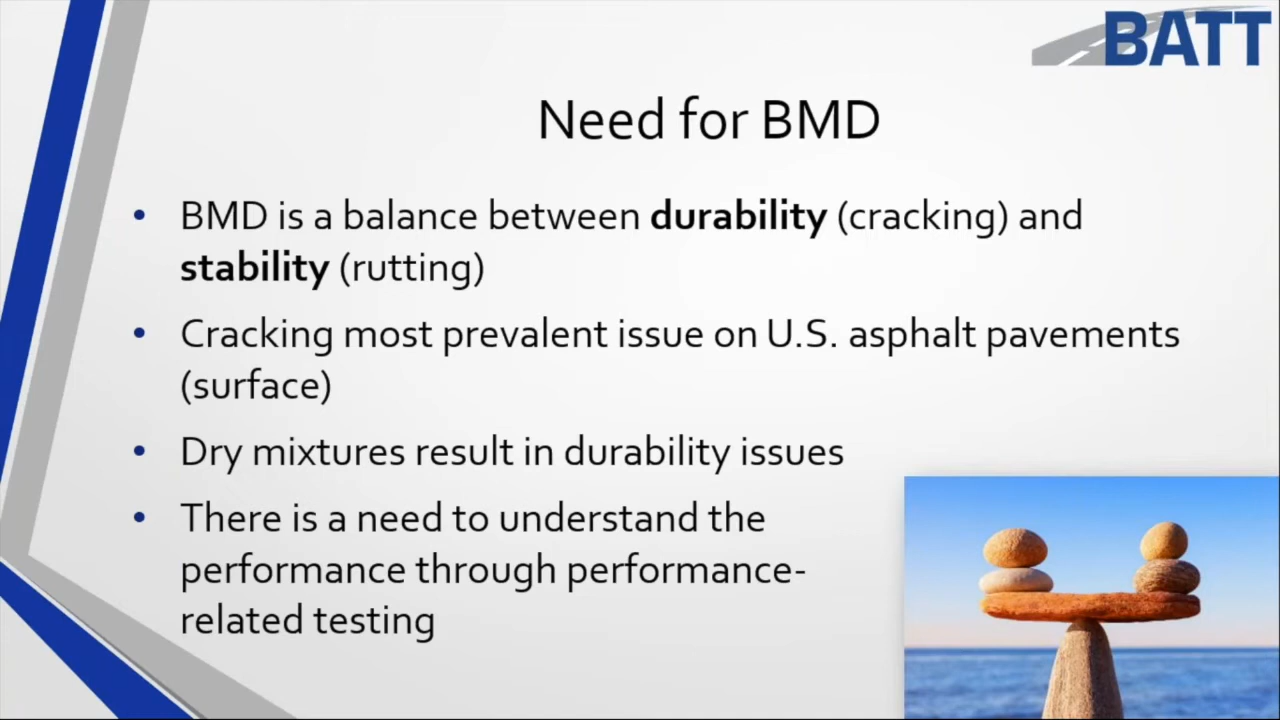 BATT
Need for BMD
• BMD is a balance between durability (cracking) and
stability (rutting)
• Cracking most prevalent issue on U.S. asphalt pavements
(surface)
• Dry mixtures result in durability issues
• There is a need to understand the
performance through performance-
related testing